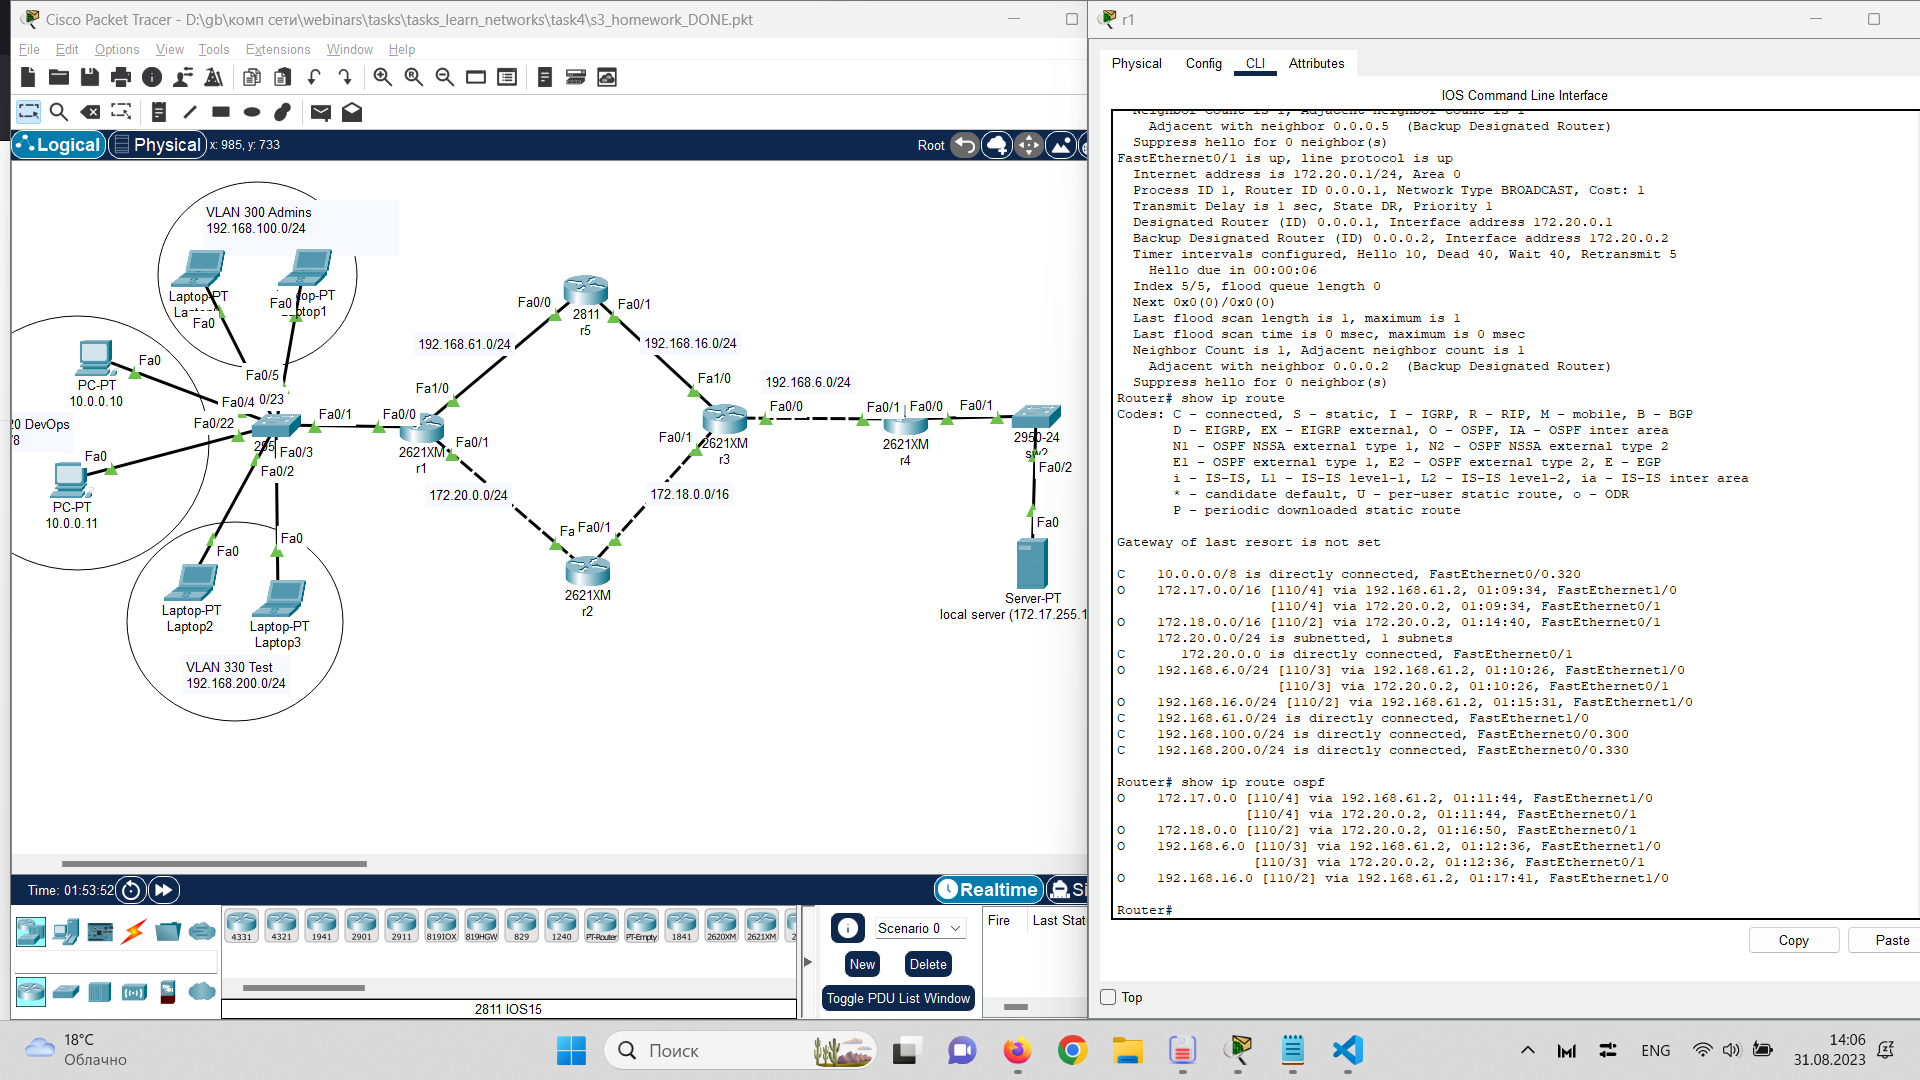 Cisco Packet Tracer - D:\gb\комп сети\webinars\tasks\tasks_learn_networks\task4\s3_homework_DONE.pkt
File Edit Options View Tools Extensions Window Help
Logical Physical x: 985, y: 733 Root
VLAN 300 Admins
192.168.100.0/24
Laptop-PT
Fa0
Fa0
Fa0/5
PC-PT
10.0.0.10
Fa0
Fa0/4
0/23
Fa0/22
Fa0/1
Fa0/3
Fa0/2
DevOps
Fa0
PC-PT
10.0.0.11
Fa0
Fa0
Laptop-PT
Laptop2
Laptop-PT
Laptop3
VLAN 330 Test
192.168.200.0/24
Fa0/0
Fa1/0
Fa0/1
2621XM
r1
192.168.61.0/24
172.20.0.0/24
Fa0/0
Fa0/1
2811
r5
192.168.16.0/24
Fa1/0
Fa0/0
Fa0/1
2621XM
r3
172.18.0.0/16
Fa0/1
2621XM
r2
192.168.6.0/24
Fa0/1
Fa0/0
2621XM
r4
Fa0/1
2950-24
Fa0/2
Fa0
Server-PT
local server (172.17.255.1
Time: 01:53:52
Realtime
4331 4321 1941 2901 2911 819IOX 819HGW 829 1240 PT-Router PT-Empty 1841 2620XM 2621XM
2811 IOS15
Scenario 0
New Delete
Toggle PDU List Window
Fire Last Stat
r1
Physical Config CLI Attributes
IOS Command Line Interface
Neighbor Count is 1, Adjacent neighbor count is 1
Adjacent with neighbor 0.0.0.5 (Backup Designated Router)
Suppress hello for 0 neighbor(s)
FastEthernet0/1 is up, line protocol is up
Internet address is 172.20.0.1/24, Area 0
Process ID 1, Router ID 0.0.0.1, Network Type BROADCAST, Cost: 1
Transmit Delay is 1 sec, State DR, Priority 1
Designated Router (ID) 0.0.0.1, Interface address 172.20.0.1
Backup Designated Router (ID) 0.0.0.2, Interface address 172.20.0.2
Timer intervals configured, Hello 10, Dead 40, Wait 40, Retransmit 5
Hello due in 00:00:06
Index 5/5, flood queue length 0
Next 0x0(0)/0x0(0)
Last flood scan length is 1, maximum is 1
Last flood scan time is 0 msec, maximum is 0 msec
Neighbor Count is 1, Adjacent neighbor count is 1
Adjacent with neighbor 0.0.0.2 (Backup Designated Router)
Suppress hello for 0 neighbor(s)
Router# show ip route
Codes: C - connected, S - static, I - IGRP, R - RIP, M - mobile, B - BGP
D - EIGRP, EX - EIGRP external, O - OSPF, IA - OSPF inter area
N1 - OSPF NSSA external type 1, N2 - OSPF NSSA external type 2
E1 - OSPF external type 1, E2 - OSPF external type 2, E - EGP
i - IS-IS, L1 - IS-IS level-1, L2 - IS-IS level-2, ia - IS-IS inter area
* - candidate default, U - per-user static route, o - ODR
P - periodic downloaded static route
Gateway of last resort is not set
C 10.0.0.0/8 is directly connected, FastEthernet0/0.320
O 172.17.0.0/16 [110/4] via 192.168.61.2, 01:09:34, FastEthernet1/0
[110/4] via 172.20.0.2, 01:09:34, FastEthernet0/1
O 172.18.0.0/16 [110/2] via 172.20.0.2, 01:14:40, FastEthernet0/1
172.20.0.0/24 is subnetted, 1 subnets
C 172.20.0.0 is directly connected, FastEthernet0/1
O 192.168.6.0/24 [110/3] via 192.168.61.2, 01:10:26, FastEthernet1/0
[110/3] via 172.20.0.2, 01:10:26, FastEthernet0/1
O 192.168.16.0/24 [110/2] via 192.168.61.2, 01:15:31, FastEthernet1/0
C 192.168.61.0/24 is directly connected, FastEthernet1/0
C 192.168.100.0/24 is directly connected, FastEthernet0/0.300
C 192.168.200.0/24 is directly connected, FastEthernet0/0.330
Router# show ip route ospf
O 172.17.0.0 [110/4] via 192.168.61.2, 01:11:44, FastEthernet1/0
[110/4] via 172.20.0.2, 01:11:44, FastEthernet0/1
O 172.18.0.0 [110/2] via 172.20.0.2, 01:16:50, FastEthernet0/1
O 192.168.6.0 [110/3] via 192.168.61.2, 01:12:36, FastEthernet1/0
[110/3] via 172.20.0.2, 01:12:36, FastEthernet0/1
O 192.168.16.0 [110/2] via 192.168.61.2, 01:17:41, FastEthernet1/0
Router#
Copy Paste
Top
18°C
Облачно
Поиск
ENG
14:06
31.08.2023